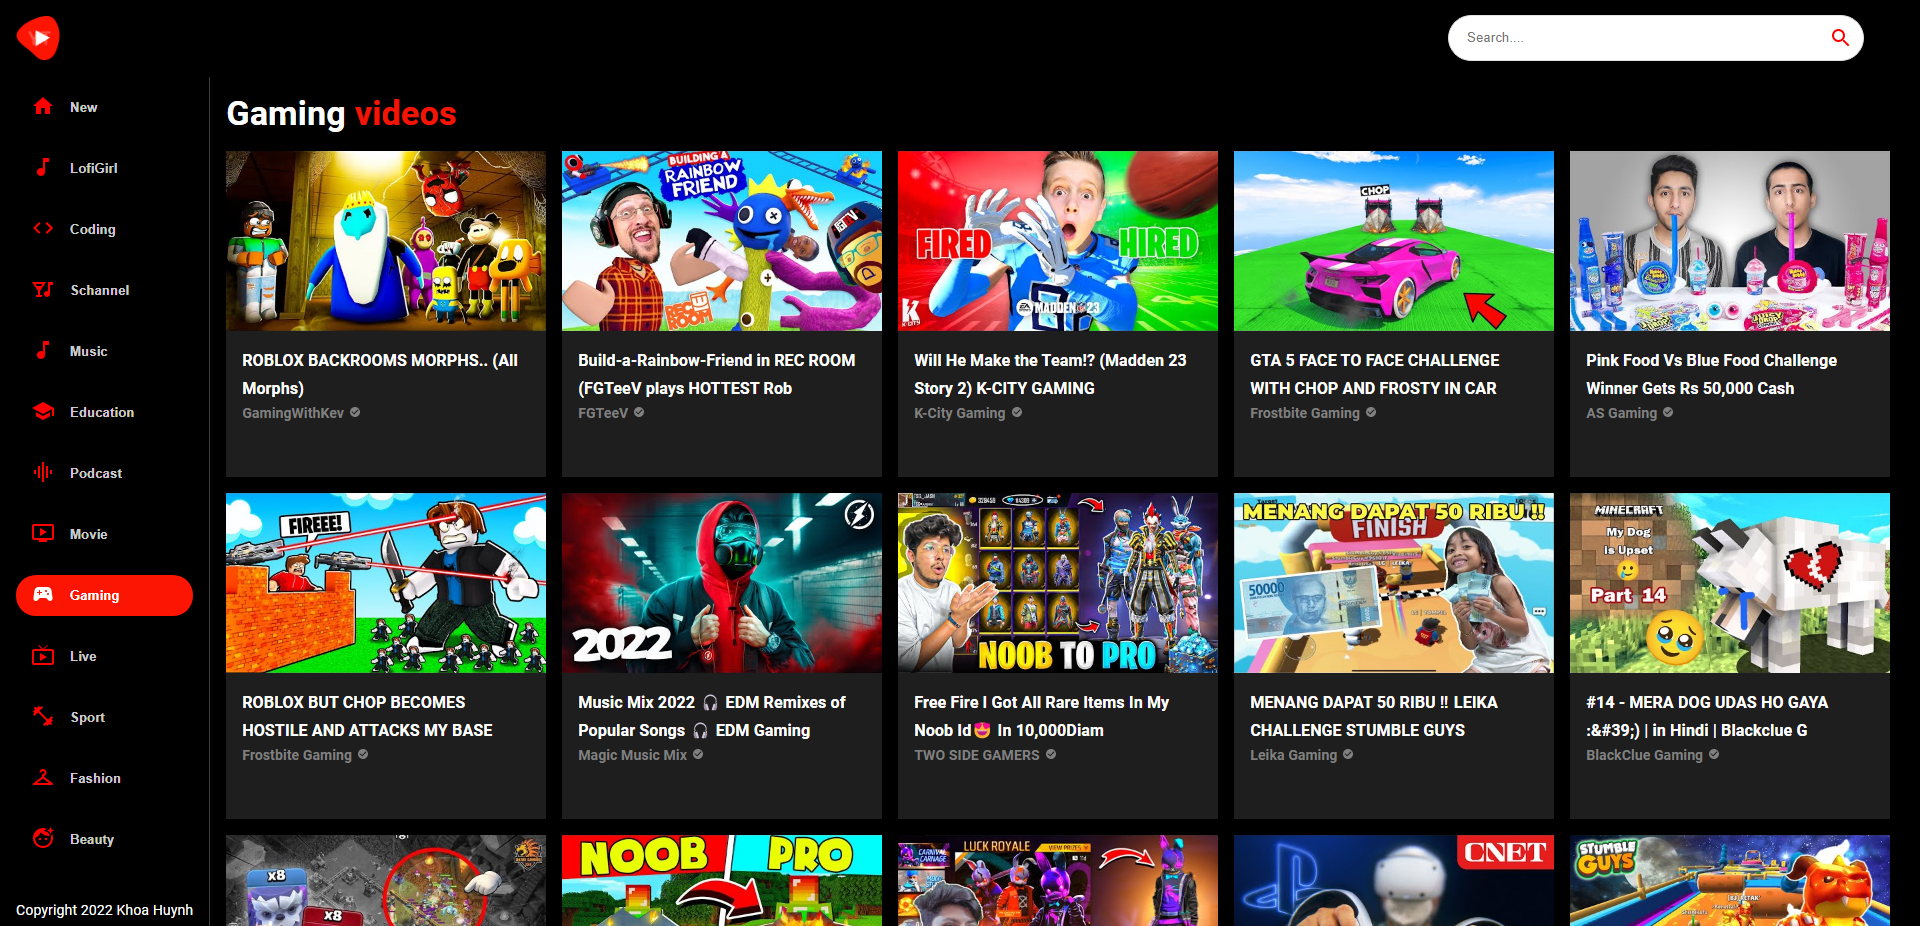 Search....
New
LofiGirl
Coding
Schannel
Music
Education
Podcast
Movie
Gaming
Live
Sport
Fashion
Beauty
Copyright 2022 Khoa Huynh
Gaming videos
BUILDING A
RAINBOW
FRIEND
FGTV
REC
ROOM
FIRED
HIRED
K-CITY
EA
MADDEN 23
CHOP
ROBLOX BACKROOMS MORPHS.. (All
Morphs)
GamingWithKev
Build-a-Rainbow-Friend in REC ROOM
(FGTeeV plays HOTTEST Rob
FGTeeV
Will He Make the Team!? (Madden 23
Story 2) K-CITY GAMING
K-City Gaming
GTA 5 FACE TO FACE CHALLENGE
WITH CHOP AND FROSTY IN CAR
Frostbite Gaming
Pink Food Vs Blue Food Challenge
Winner Gets Rs 50,000 Cash
AS Gaming
FIREEE!
2022
NOOB TO PRO
MENANG DAPAT 50 RIBU !!
FINISH
50000
MINECRAFT
My Dog
is Upset
Part 14
ROBLOX BUT CHOP BECOMES
HOSTILE AND ATTACKS MY BASE
Frostbite Gaming
Music Mix 2022 🎧 EDM Remixes of
Popular Songs 🎧 EDM Gaming
Magic Music Mix
Free Fire I Got All Rare Items In My
Noob Id🤩 In 10,000Diam
TWO SIDE GAMERS
MENANG DAPAT 50 RIBU ‼ LEIKA
CHALLENGE STUMBLE GUYS
Leika Gaming
#14 - MERA DOG UDAS HO GAYA
:&#39;) | in Hindi | Blackclue G
BlackClue Gaming
x8
x8
NOOB
PRO
CARNIVAL
CARNAGE
LUCK ROYALE
VIEW PRIZES
CNET
STUMBLE
GUYS